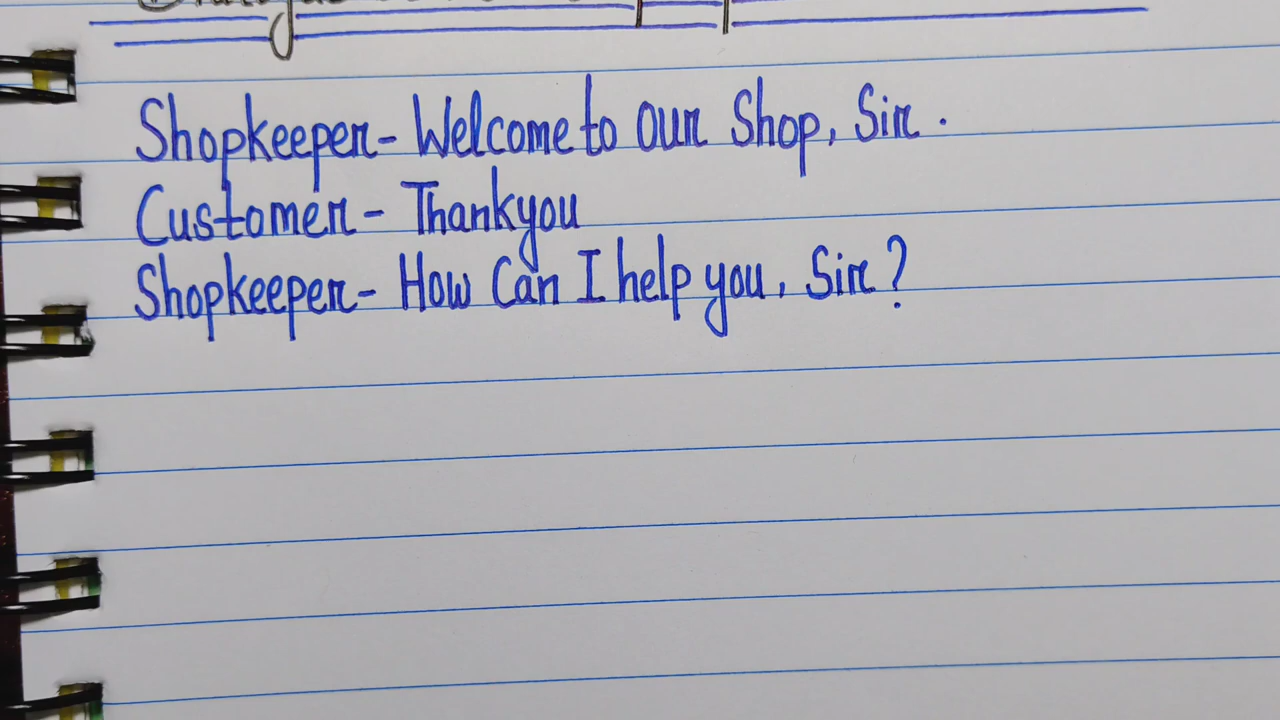 Shopkeeper- Welcome to our Shop, Sir.
Customer - Thankyou
Shopkeeper- How Can I help you, Sir?